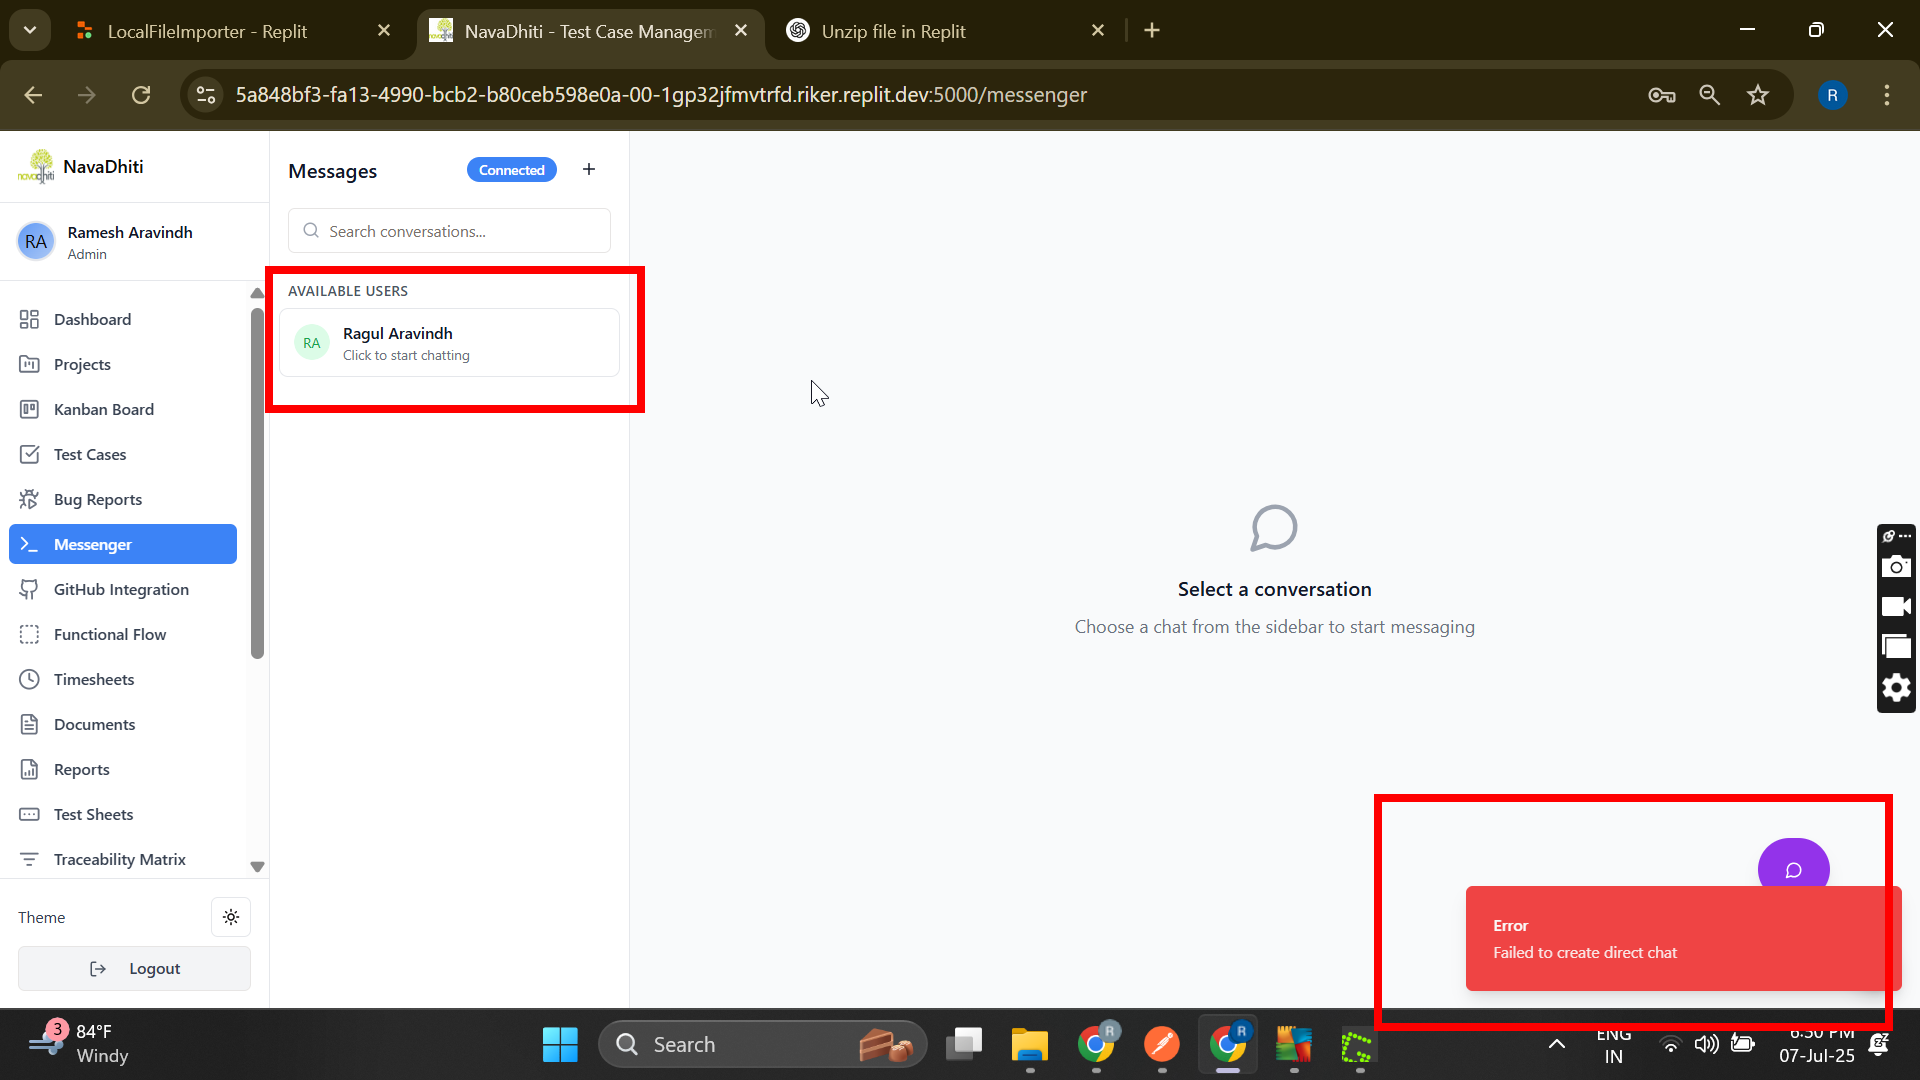 LocalFileImporter - Replit
NavaDhiti - Test Case Managem
Unzip file in Replit
5a848bf3-fa13-4990-bcb2-b80ceb598e0a-00-1gp32jfmvtrfd.riker.replit.dev:5000/messenger
R
NavaDhiti
RA
Ramesh Aravindh
Admin
Dashboard
Projects
Kanban Board
Test Cases
Bug Reports
Messenger
GitHub Integration
Functional Flow
Timesheets
Documents
Reports
Test Sheets
Traceability Matrix
Theme
Logout
Messages
Connected
Search conversations...
AVAILABLE USERS
RA
Ragul Aravindh
Click to start chatting
Select a conversation
Choose a chat from the sidebar to start messaging
Error
Failed to create direct chat
3
84°F
Windy
Search
R
R
ENG
IN
6:30 PM
07-Jul-25